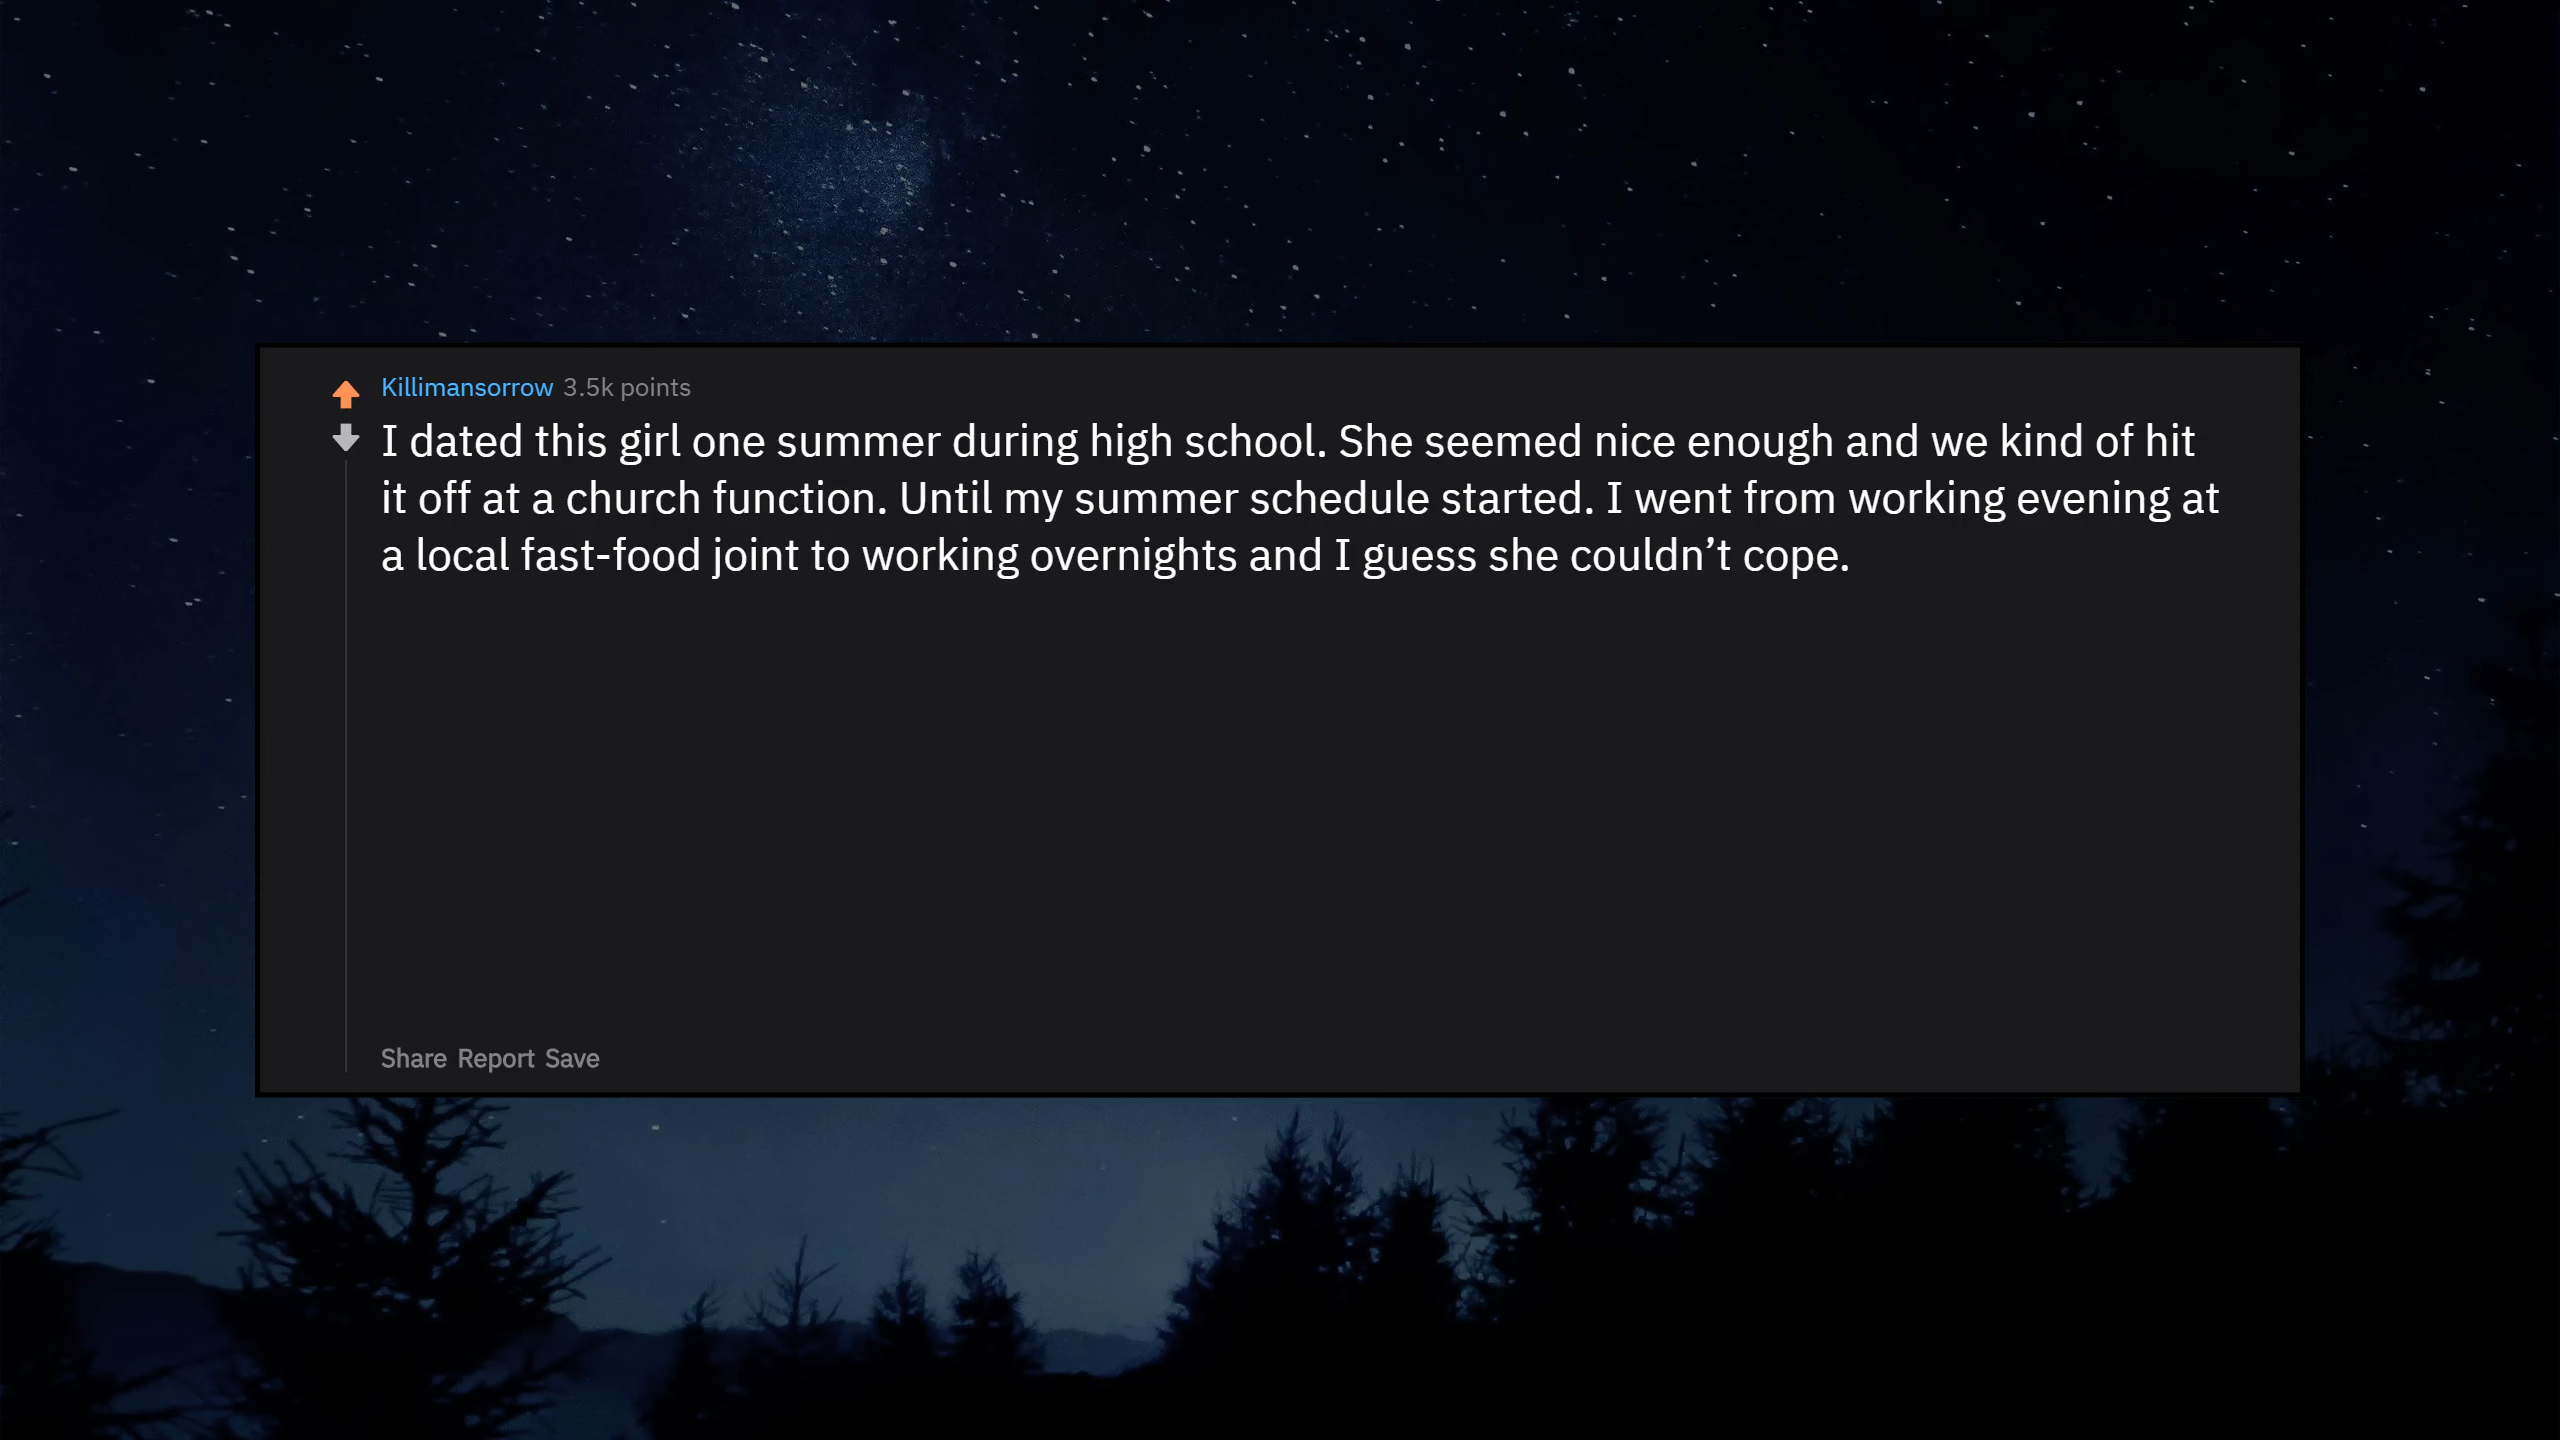 Killimansorrow 3.5k points
I dated this girl one summer during high school. She seemed nice enough and we kind of hit
it off at a church function. Until my summer schedule started. I went from working evening at
a local fast-food joint to working overnights and I guess she couldn’t cope.
Share Report Save